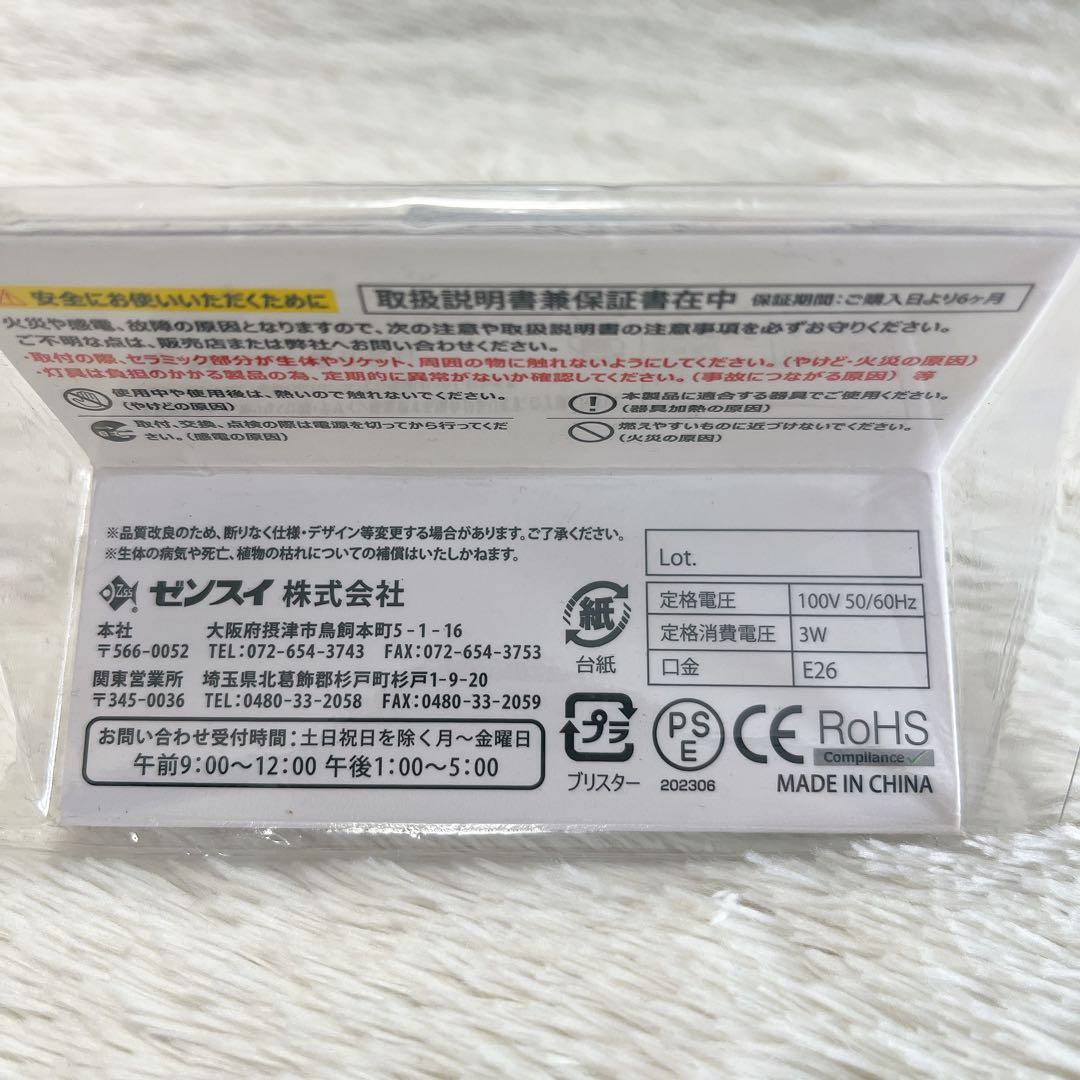 安全にお使いいただくために
取扱説明書兼保証書在中 保証期間：ご購入日より6ヶ月
火災や感電、故障の原因となりますので、次の注意や取扱説明書の注意事項を必ずお守りください。
ご不明な点は、販売店または弊社へお問い合わせください。
・取付の際、セラミック部分が生体やソケット、周囲の物に触れないようにしてください。（やけど・火災の原因）
・灯具は負担のかかる製品の為、定期的に異常がないか確認してください。（事故につながる原因） 等
使用中や使用後は、熱いので触れないでください。
（やけどの原因）
本製品に適合する器具でご使用ください。
（器具加熱の原因）
取付、交換、点検の際は電源を切ってから行ってくだ
さい。（感電の原因）
燃えやすいものに近づけないでください。
（火災の原因）
※品質改良のため、断りなく仕様・デザイン等変更する場合があります。ご了承ください。
※生体の病気や死亡、植物の枯れについての補償はいたしかねます。
Ziss ゼンスイ 株式会社
本社 大阪府摂津市鳥飼本町5-1-16
〒566-0052 TEL:072-654-3743 FAX:072-654-3753
関東営業所 埼玉県北葛飾郡杉戸町杉戸1-9-20
〒345-0036 TEL:0480-33-2058 FAX:0480-33-2059
お問い合わせ受付時間：土日祝日を除く月～金曜日
午前9:00～12:00 午後1:00～5:00
紙
台紙
プラ
ブリスター
Lot.
定格電圧 100V 50/60Hz
定格消費電圧 3W
口金 E26
PSE
202306
CE
RoHS
Compliance
MADE IN CHINA